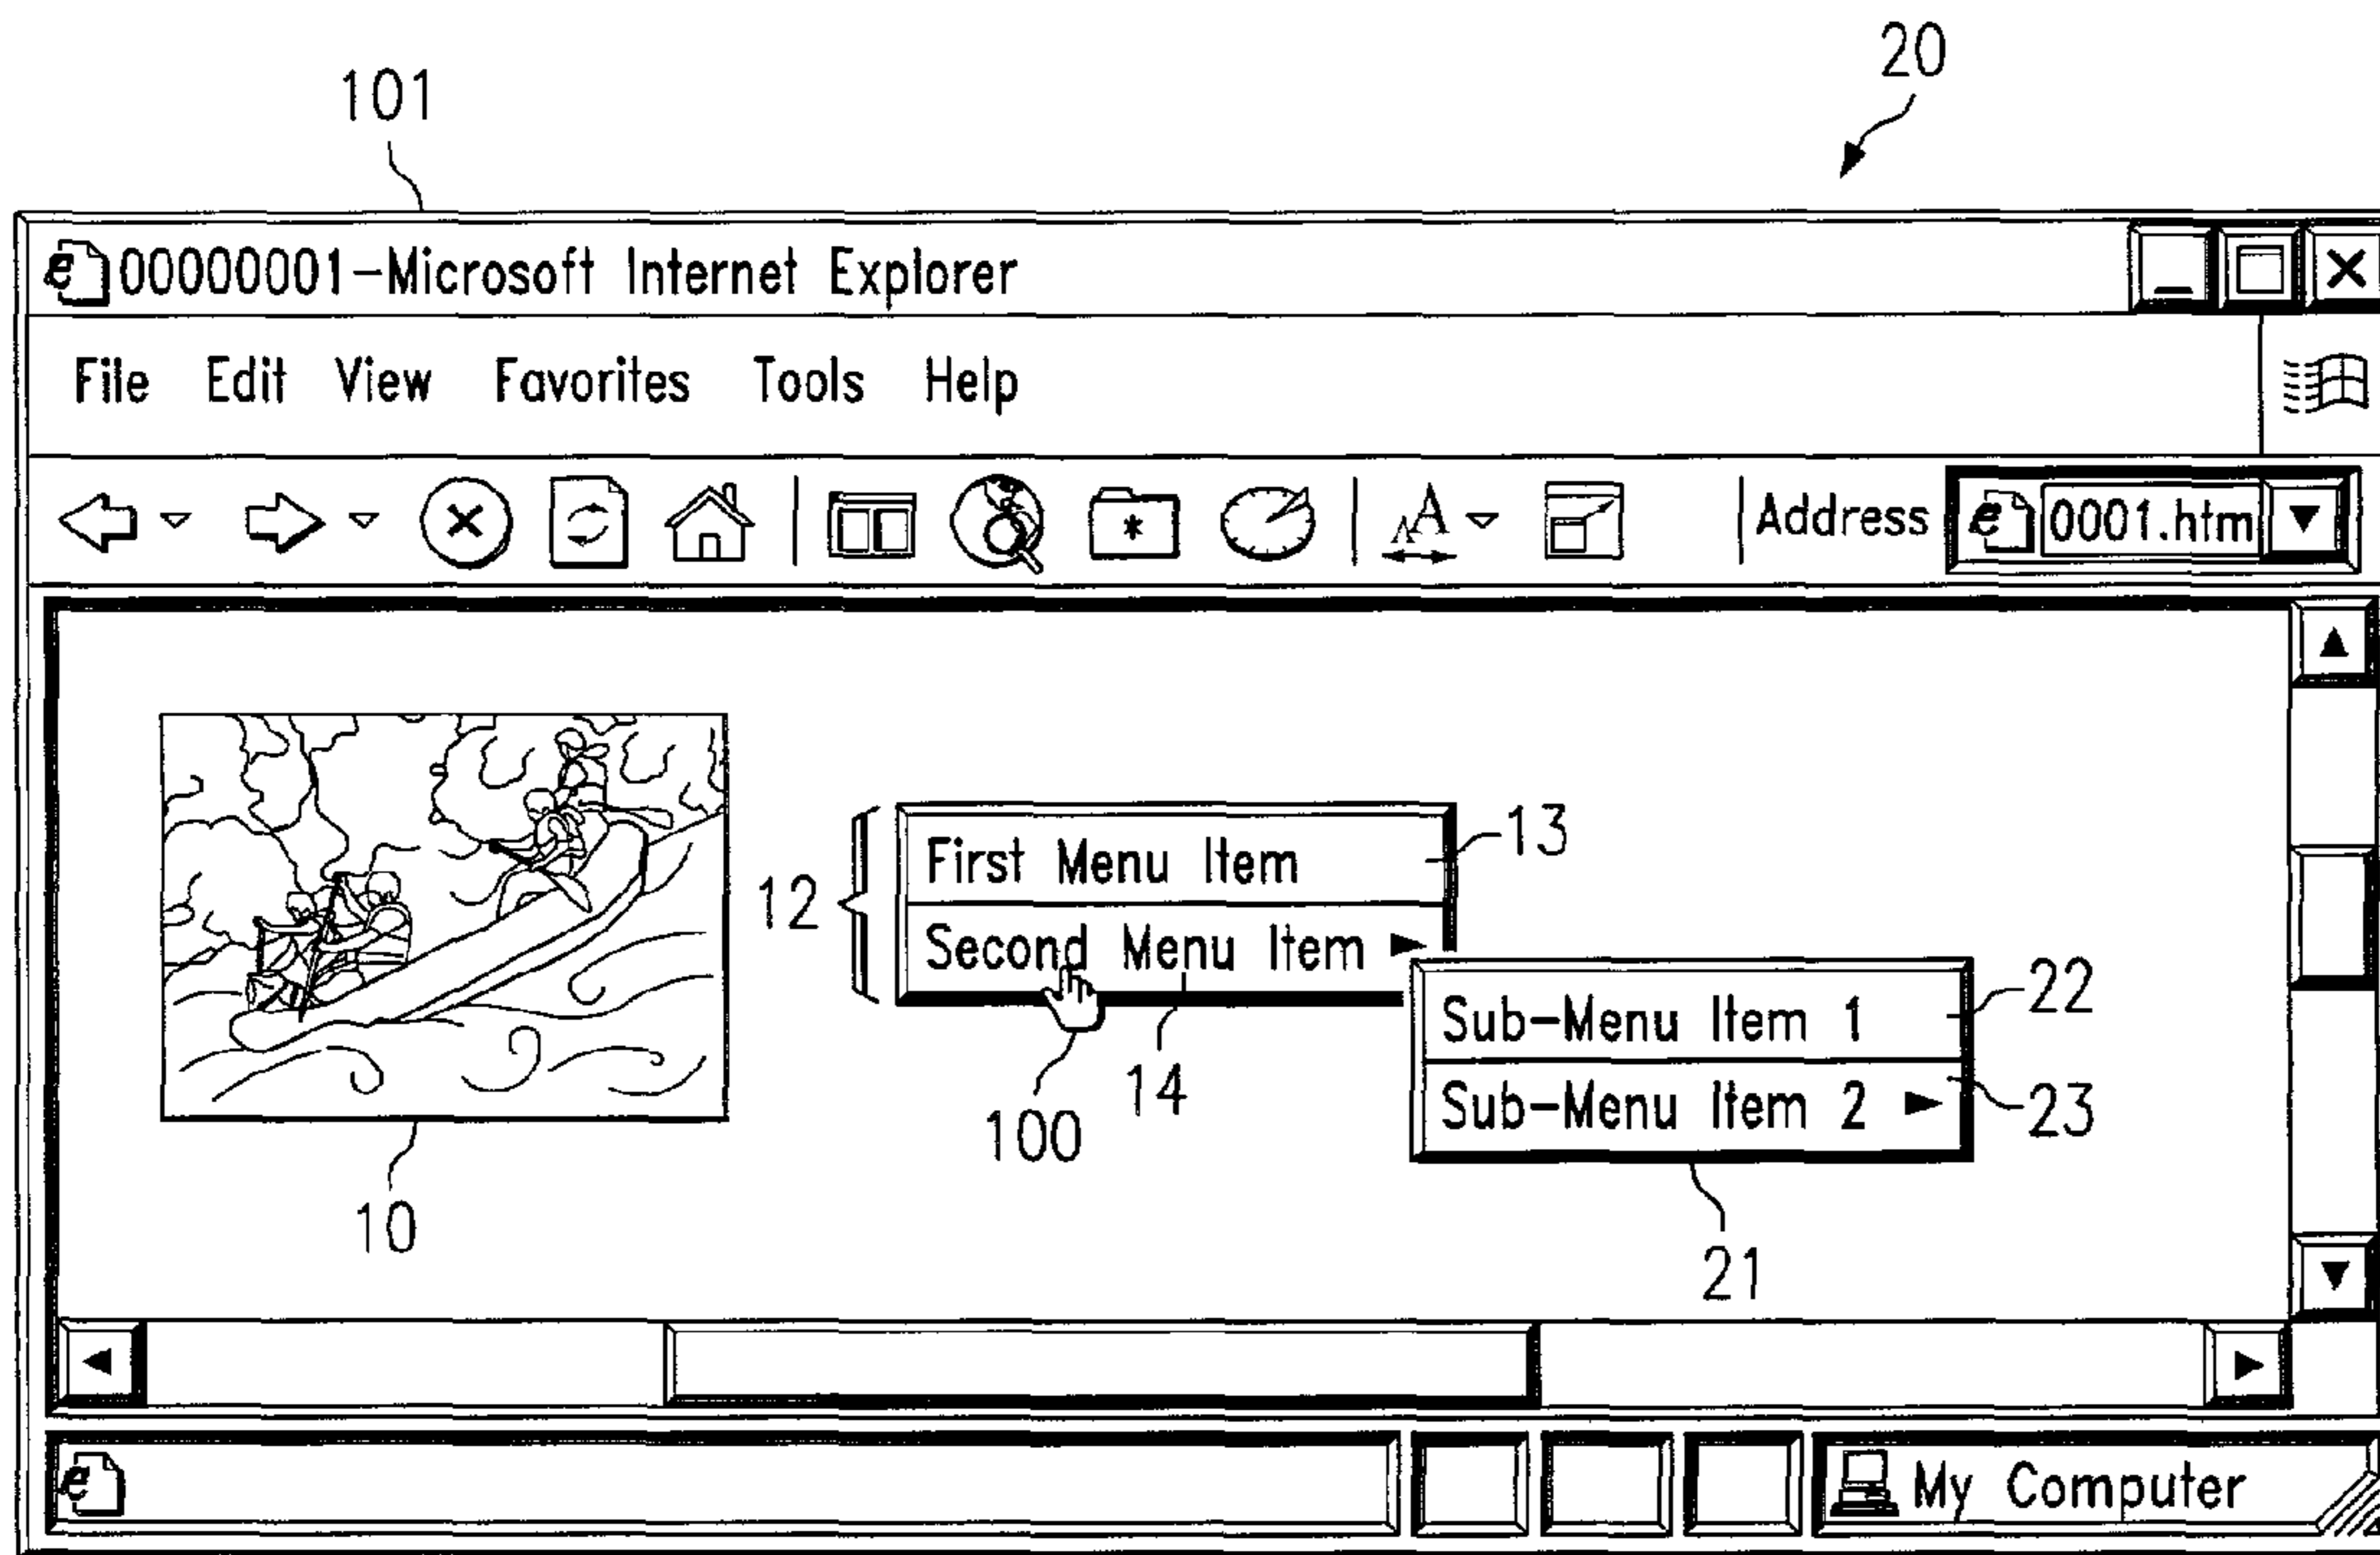 20
101
00000001-Microsoft Internet Explorer
File Edit View Favorites Tools Help
AA Address 0001.htm
12
First Menu Item
13
Second Menu Item
Sub-Menu Item 1
22
Sub-Menu Item 2
23
100
14
10
21
My Computer